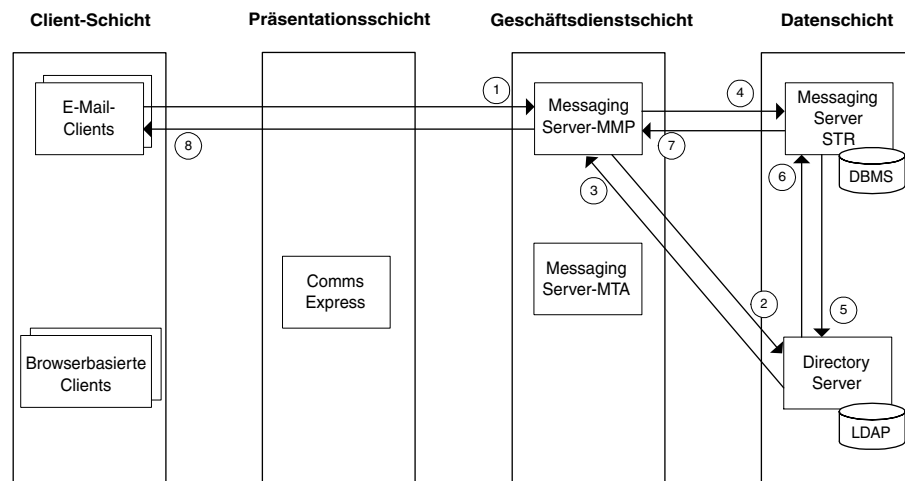 Client-Schicht
Präsentationsschicht
Geschäftsdienstschicht
Datenschicht
E-Mail-
Clients
1
8
Messaging
Server-MMP
4
7
Messaging
Server
STR
DBMS
3
6
Comms
Express
Messaging
Server-MTA
2
5
Browserbasierte
Clients
Directory
Server
LDAP